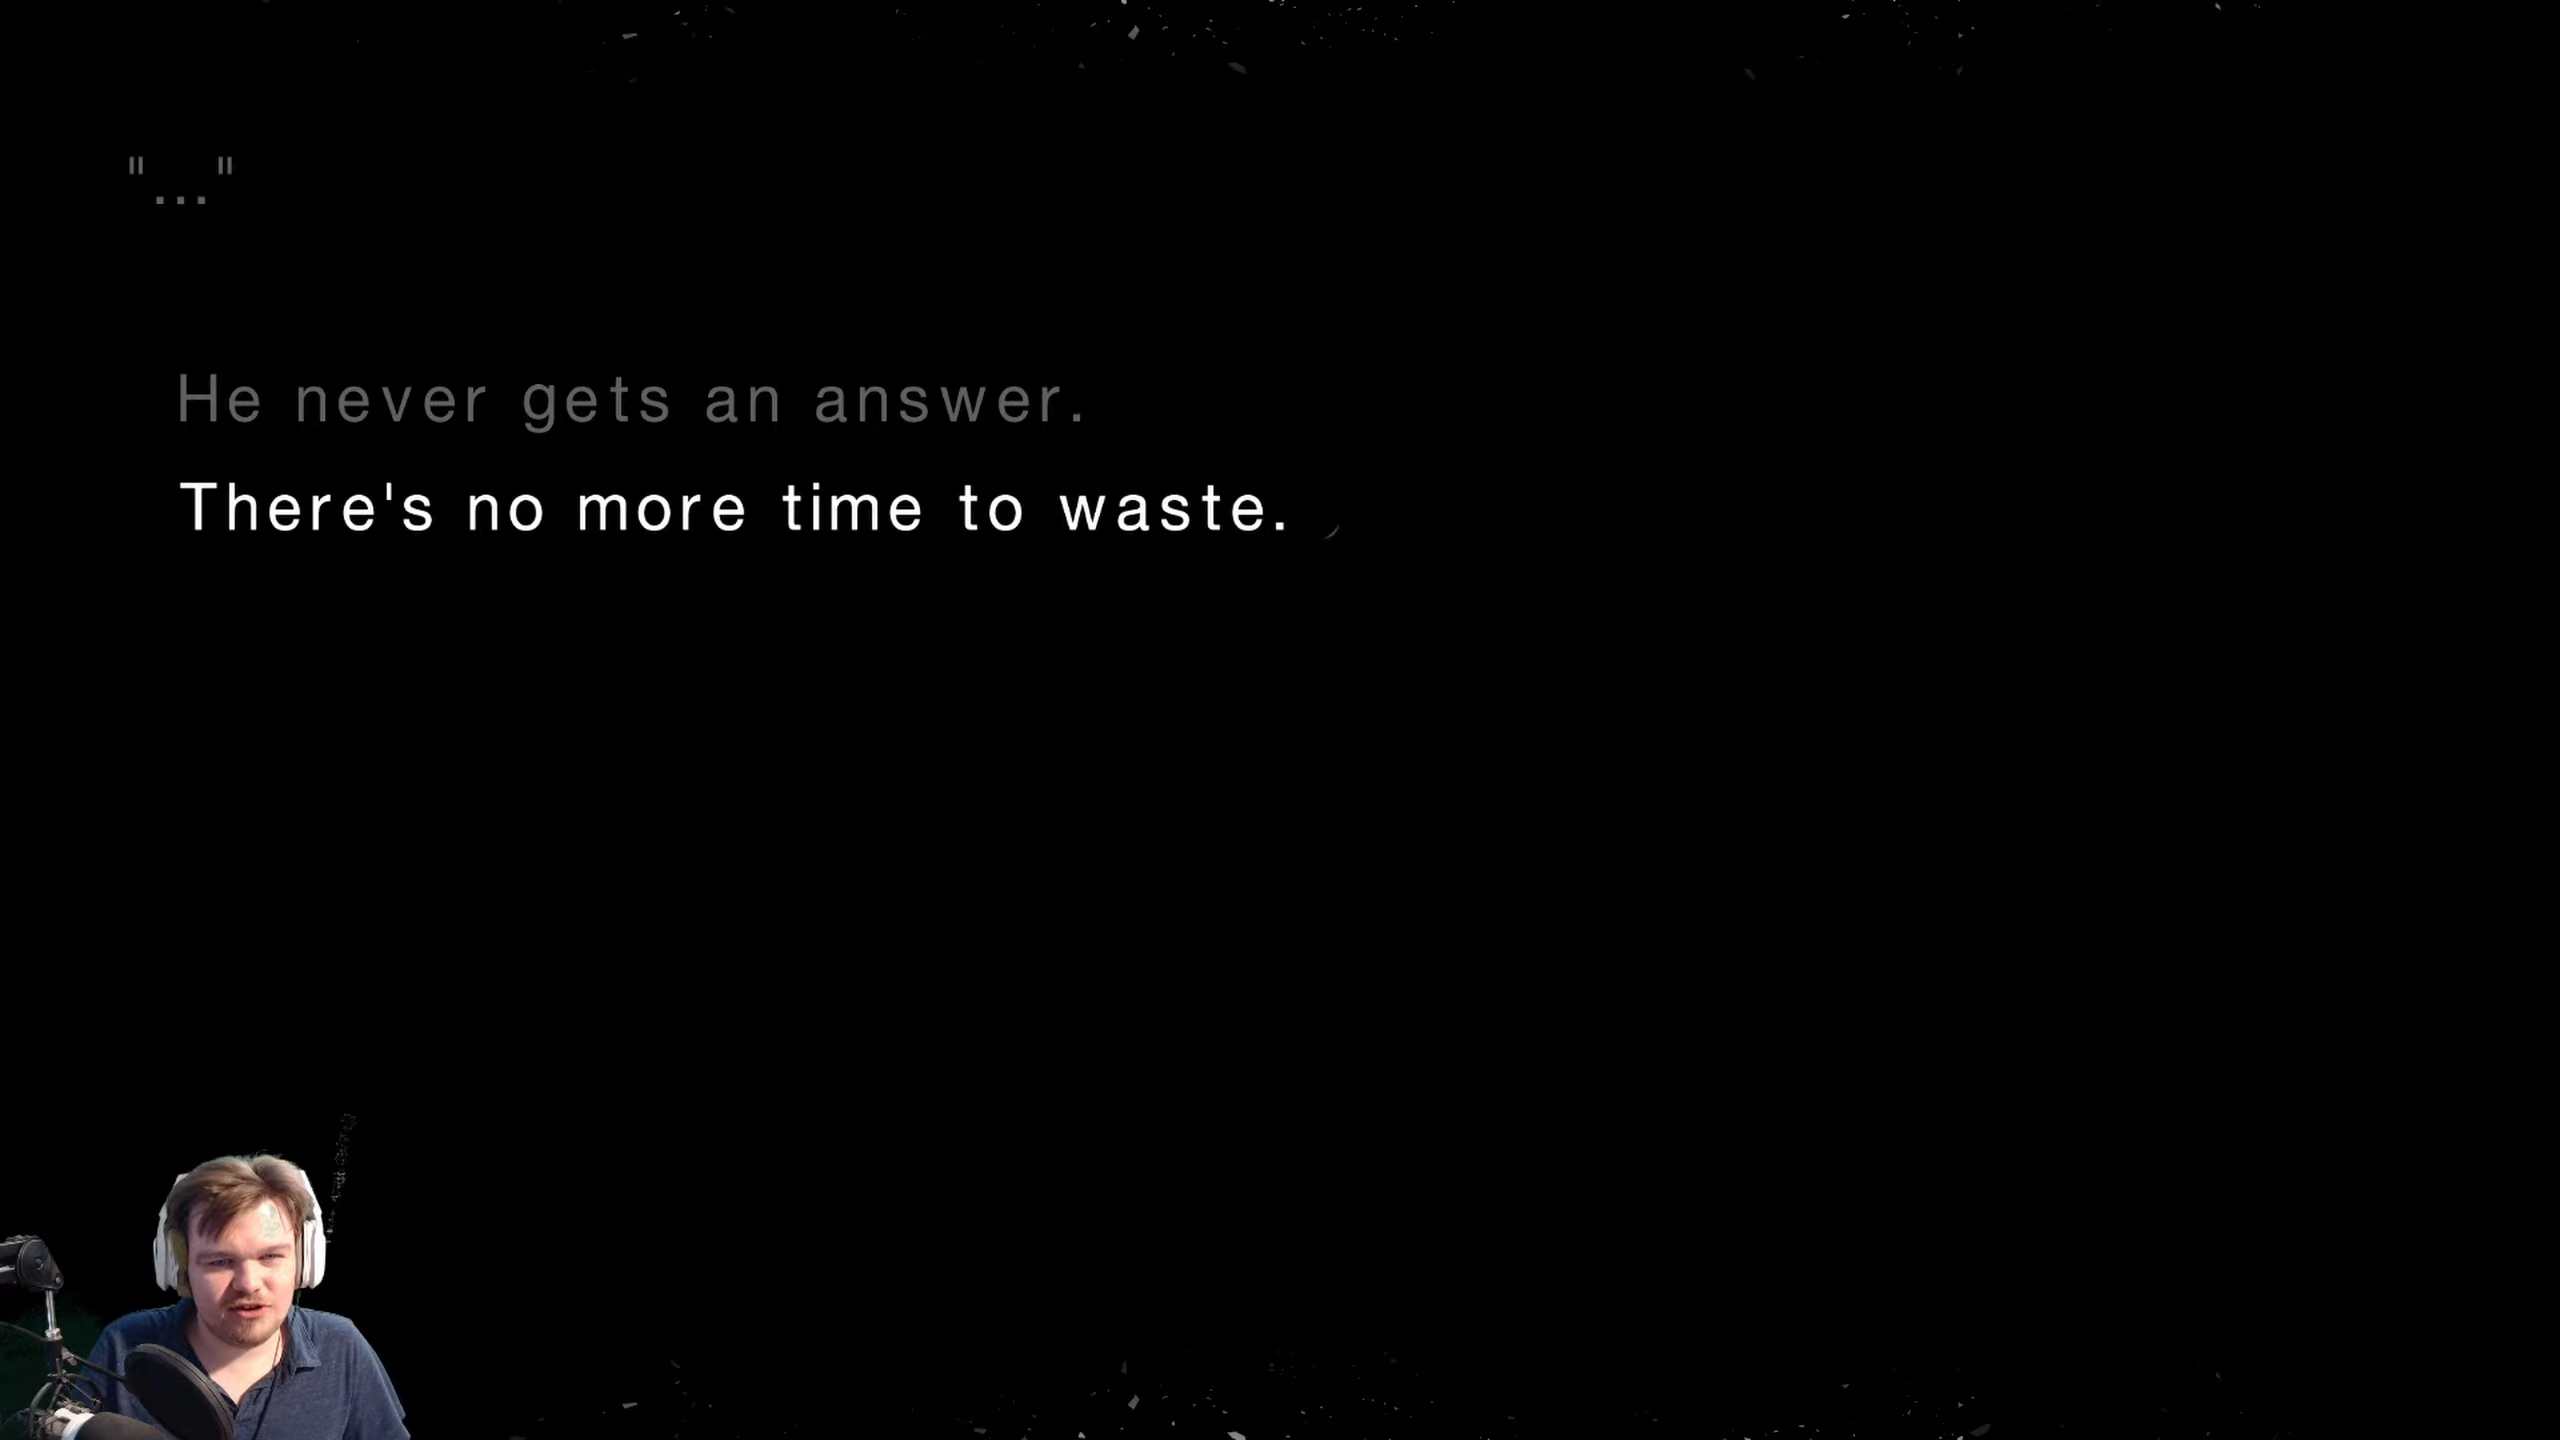 "..."
He never gets an answer.
There's no more time to waste.